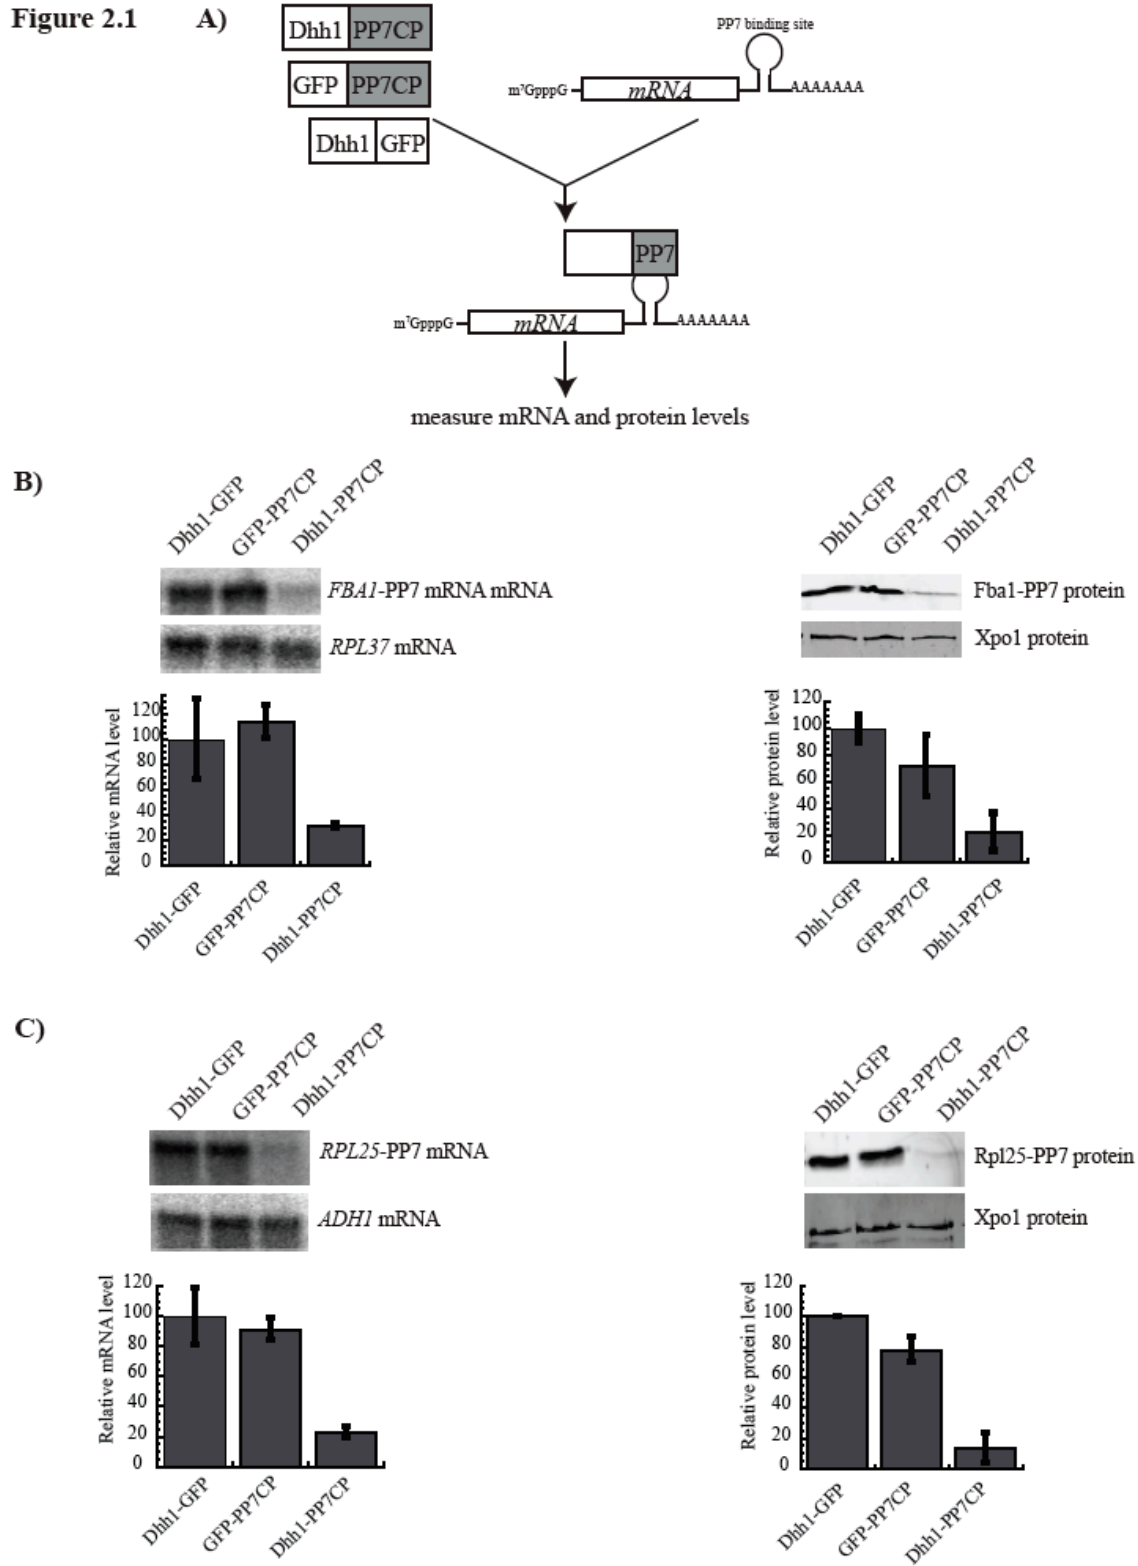 Figure 2.1
A)
Dhh1 PP7CP
GFP PP7CP
Dhh1 GFP
PP7 binding site
m⁷GpppG mRNA AAAAAAA
PP7
m⁷GpppG mRNA AAAAAAA
measure mRNA and protein levels
B)
Dhh1-GFP
GFP-PP7CP
Dhh1-PP7CP
FBA1-PP7 mRNA mRNA
RPL37 mRNA
Relative mRNA level
120
100
80
60
40
20
0
Dhh1-GFP
GFP-PP7CP
Dhh1-PP7CP
Dhh1-GFP
GFP-PP7CP
Dhh1-PP7CP
Fba1-PP7 protein
Xpo1 protein
Relative protein level
120
100
80
60
40
20
0
Dhh1-GFP
GFP-PP7CP
Dhh1-PP7CP
C)
Dhh1-GFP
GFP-PP7CP
Dhh1-PP7CP
RPL25-PP7 mRNA
ADH1 mRNA
Relative mRNA level
120
100
80
60
40
20
0
Dhh1-GFP
GFP-PP7CP
Dhh1-PP7CP
Dhh1-GFP
GFP-PP7CP
Dhh1-PP7CP
Rpl25-PP7 protein
Xpo1 protein
Relative protein level
120
100
80
60
40
20
0
Dhh1-GFP
GFP-PP7CP
Dhh1-PP7CP